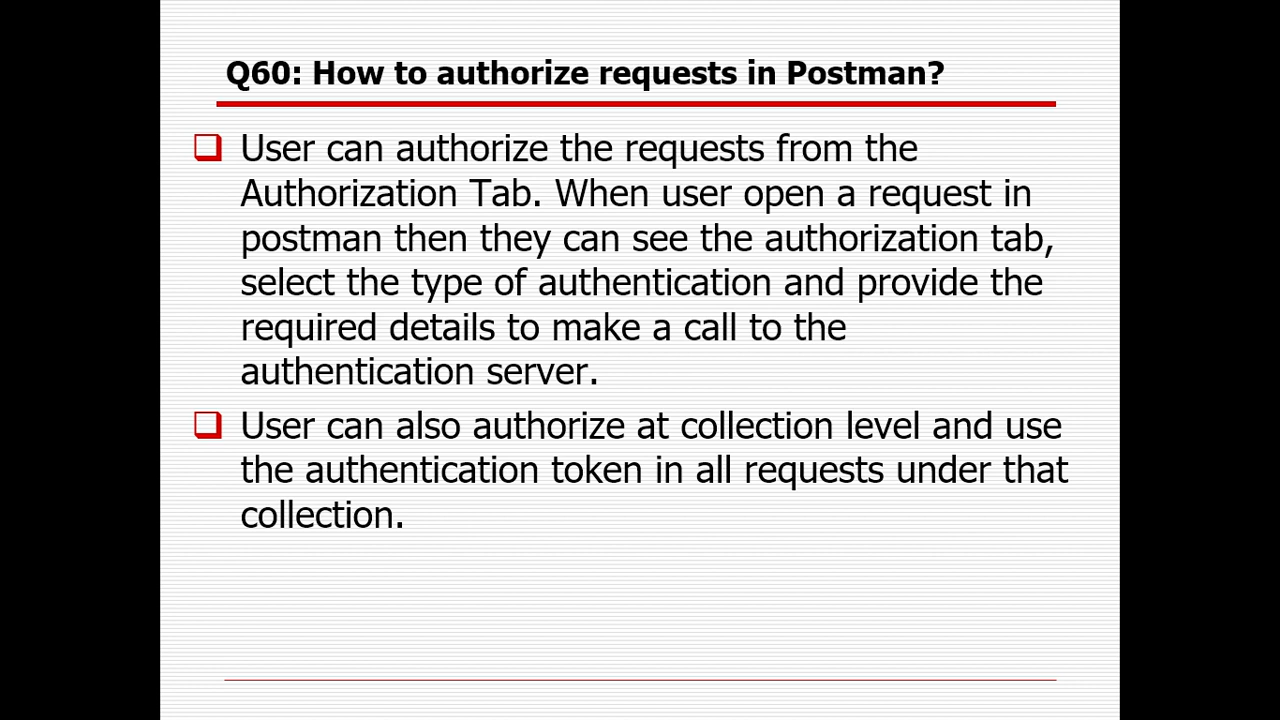 Q60: How to authorize requests in Postman?
User can authorize the requests from the
Authorization Tab. When user open a request in
postman then they can see the authorization tab,
select the type of authentication and provide the
required details to make a call to the
authentication server.
User can also authorize at collection level and use
the authentication token in all requests under that
collection.